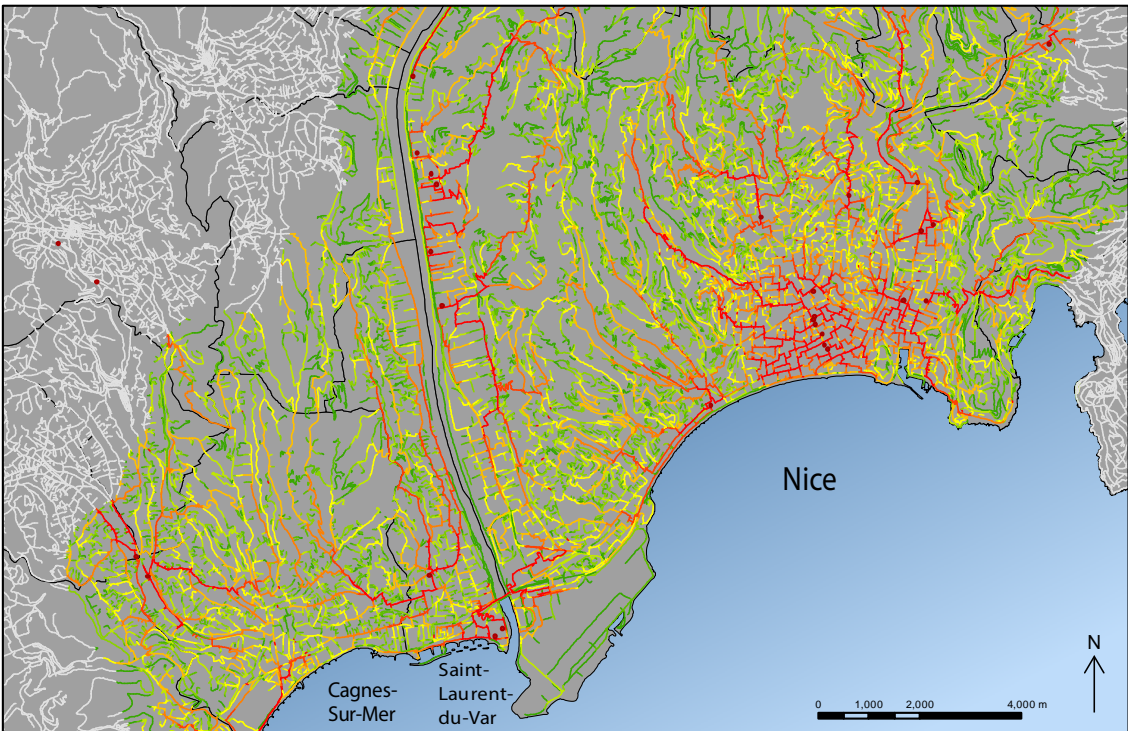 Nice
N
Saint-
Laurent-
du-Var
Cagnes-
Sur-Mer
0 1,000 2,000 4,000 m